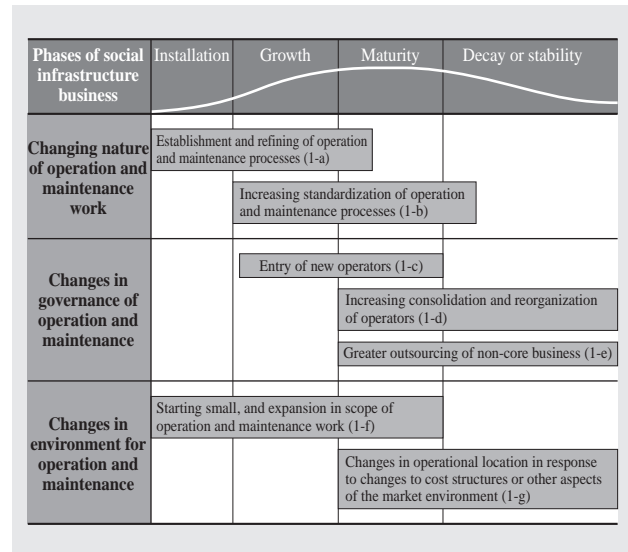 Phases of social
infrastructure
business
Installation
Growth
Maturity
Decay or stability
Changing nature
of operation and
maintenance
work
Establishment and refining of operation
and maintenance processes (1-a)
Increasing standardization of operation
and maintenance processes (1-b)
Changes in
governance of
operation and
maintenance
Entry of new operators (1-c)
Increasing consolidation and reorganization
of operators (1-d)
Greater outsourcing of non-core business (1-e)
Changes in
environment for
operation and
maintenance
Starting small, and expansion in scope of
operation and maintenance work (1-f)
Changes in operational location in response
to changes to cost structures or other aspects
of the market environment (1-g)